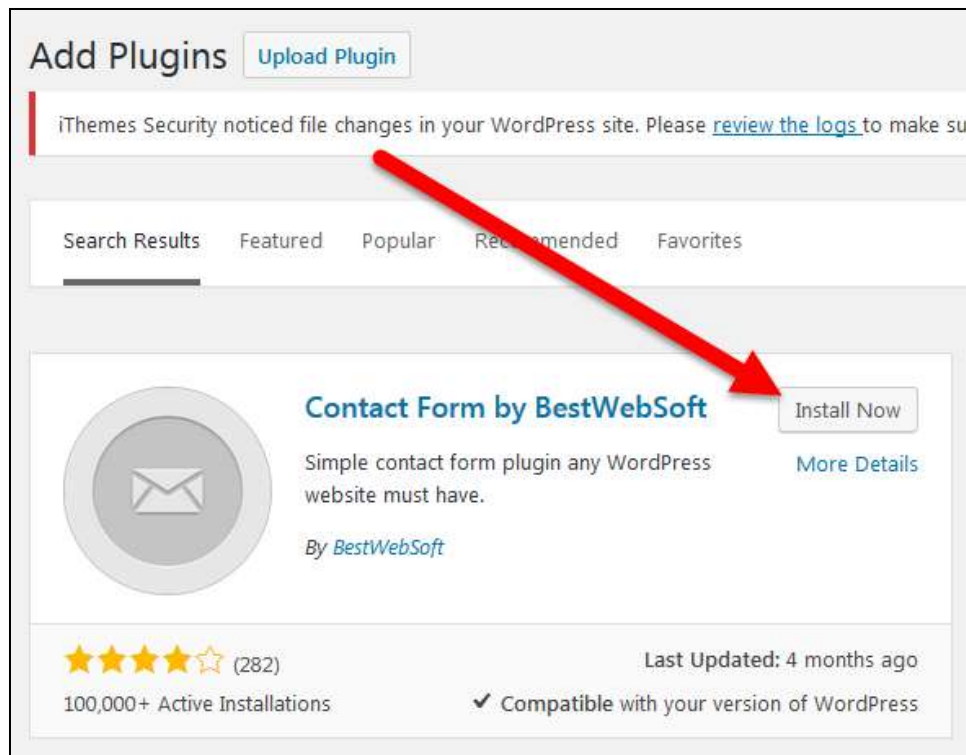 Add Plugins Upload Plugin
iThemes Security noticed file changes in your WordPress site. Please review the logs to make su
Search Results Featured Popular Recommended Favorites
Contact Form by BestWebSoft Install Now
Simple contact form plugin any WordPress More Details
website must have.
By BestWebSoft
(282) Last Updated: 4 months ago
100,000+ Active Installations ✔ Compatible with your version of WordPress